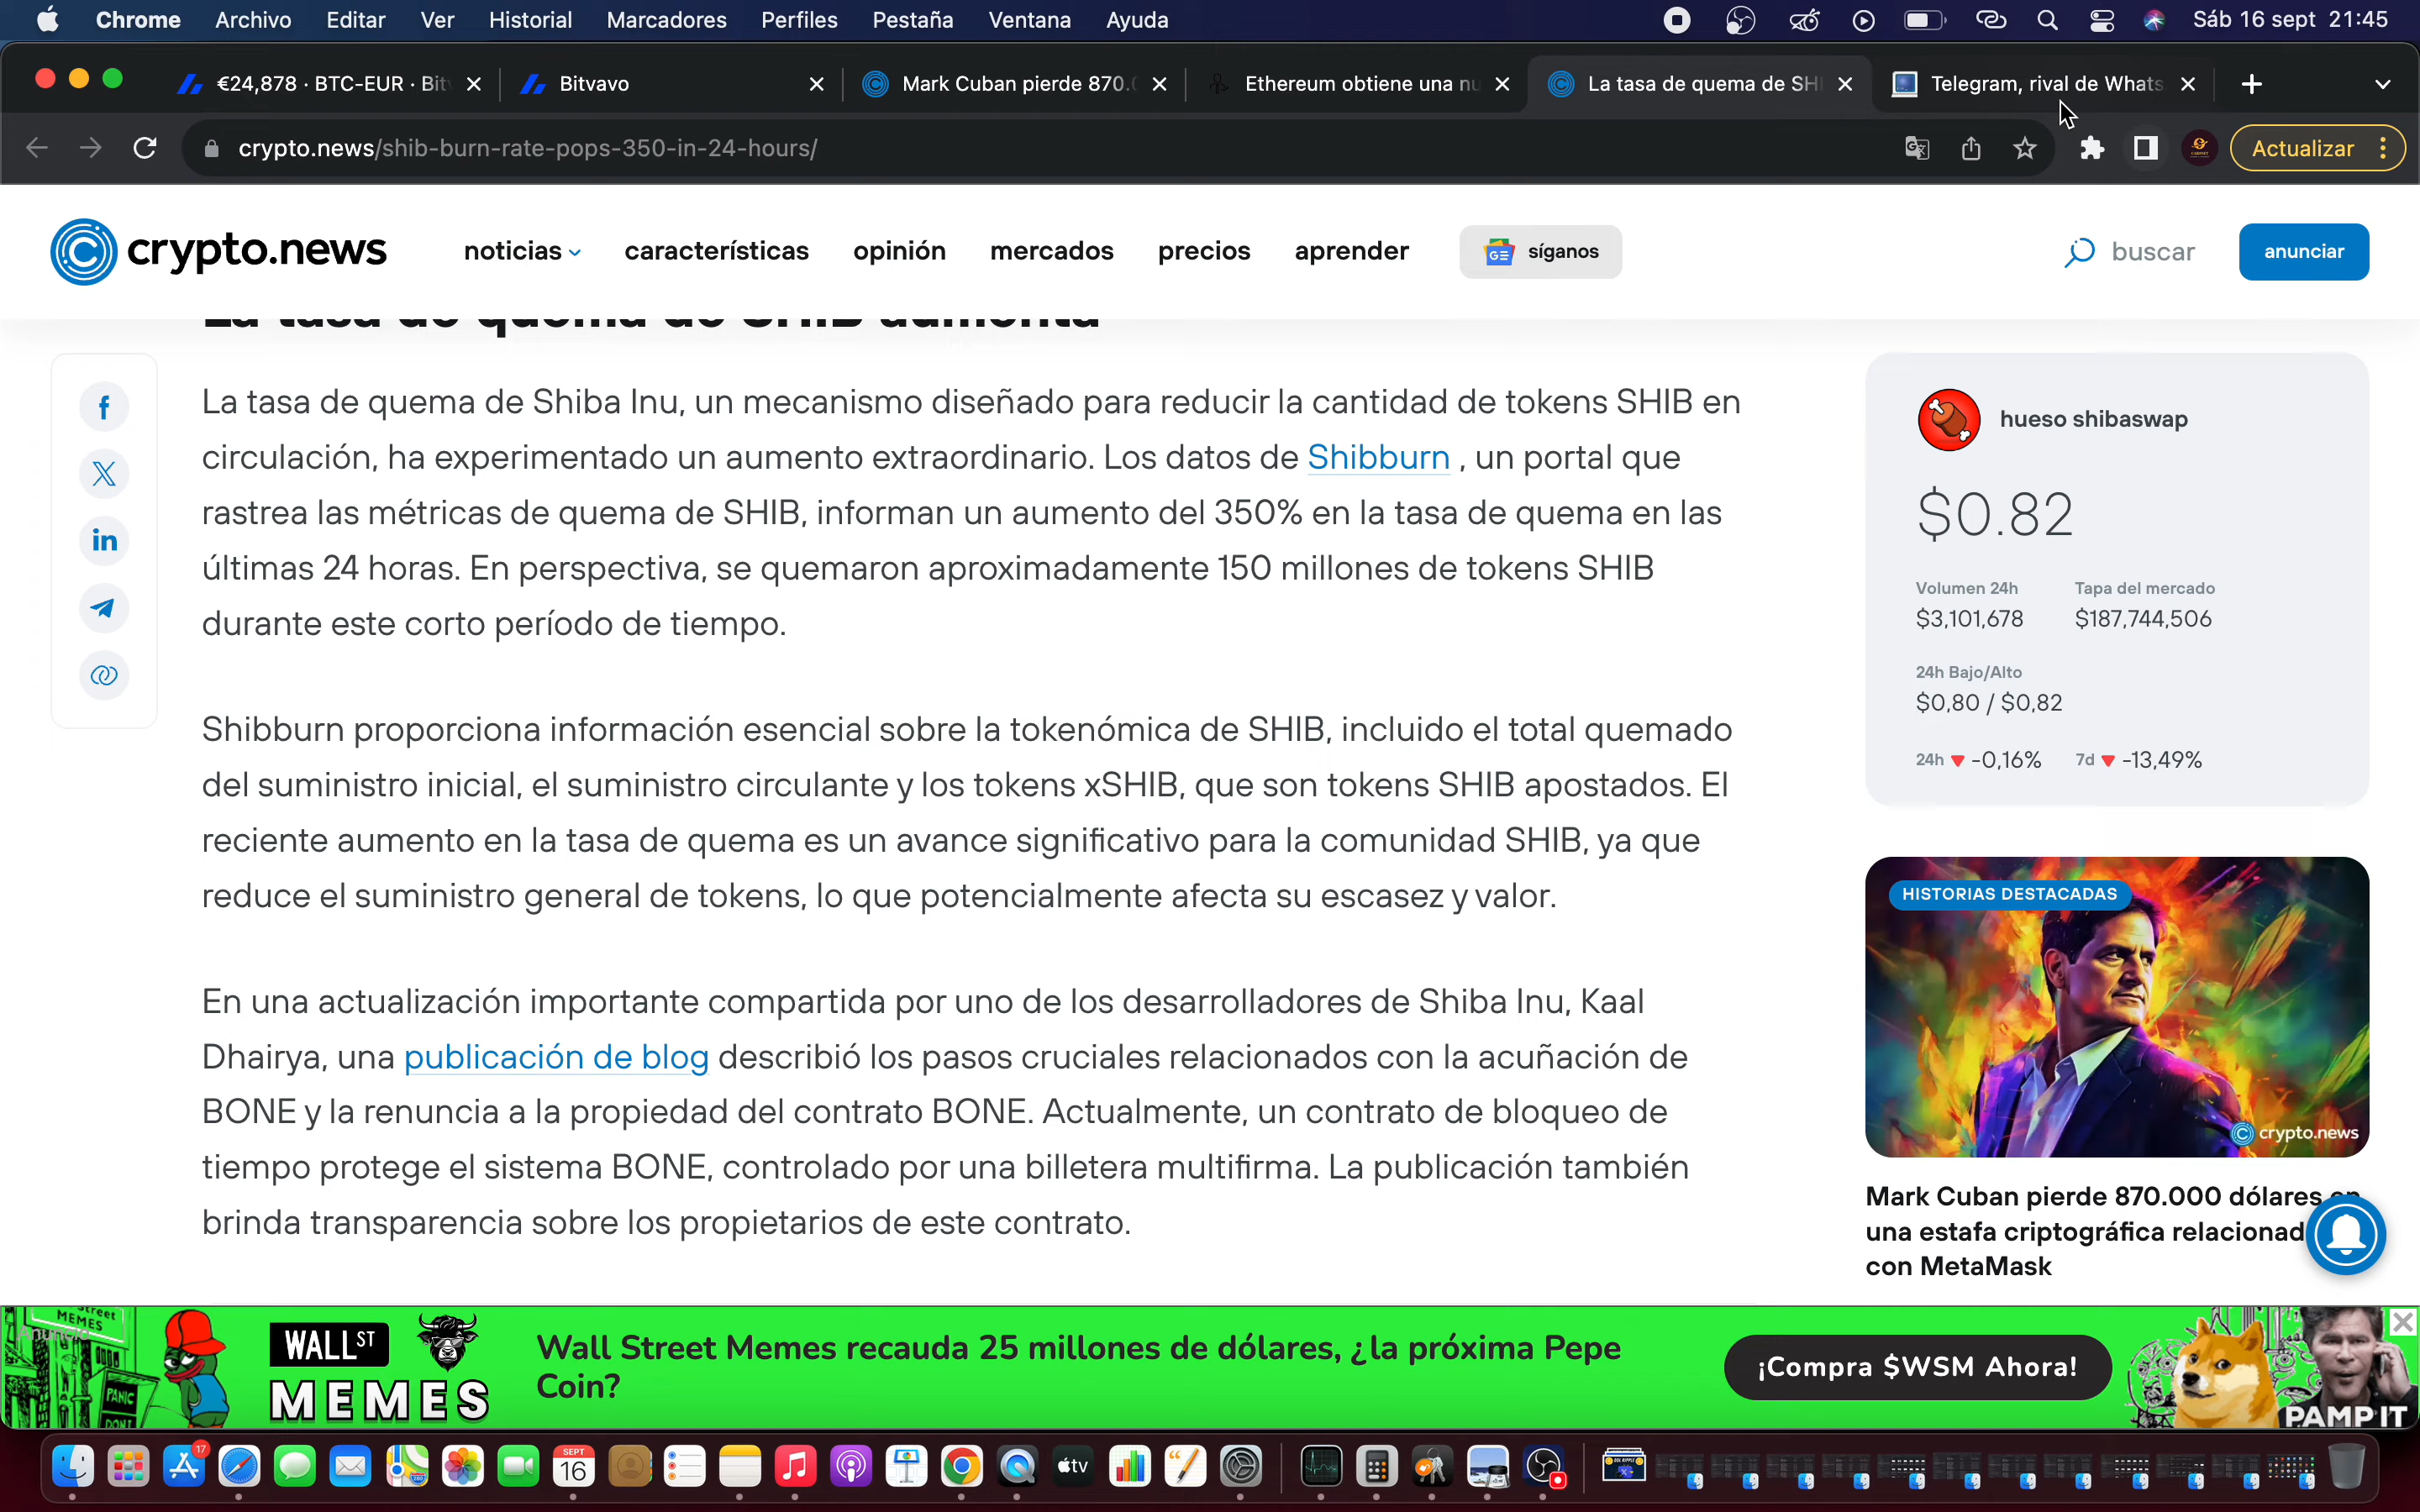 Chrome Archivo Editar Ver Historial Marcadores Perfiles Pestaña Ventana Ayuda Sáb 16 sept 21:45
€24,878 · BTC-EUR · Bitv Bitvavo Mark Cuban pierde 870.0 Ethereum obtiene una nu La tasa de quema de SHI Telegram, rival de Whats
crypto.news/shib-burn-rate-pops-350-in-24-hours/ Actualizar
crypto.news noticias características opinión mercados precios aprender síganos buscar anunciar
La tasa de quema de SHIB aumenta
La tasa de quema de Shiba Inu, un mecanismo diseñado para reducir la cantidad de tokens SHIB en
circulación, ha experimentado un aumento extraordinario. Los datos de Shibburn , un portal que
rastrea las métricas de quema de SHIB, informan un aumento del 350% en la tasa de quema en las
últimas 24 horas. En perspectiva, se quemaron aproximadamente 150 millones de tokens SHIB
durante este corto período de tiempo.
Shibburn proporciona información esencial sobre la tokenómica de SHIB, incluido el total quemado
del suministro inicial, el suministro circulante y los tokens xSHIB, que son tokens SHIB apostados. El
reciente aumento en la tasa de quema es un avance significativo para la comunidad SHIB, ya que
reduce el suministro general de tokens, lo que potencialmente afecta su escasez y valor.
En una actualización importante compartida por uno de los desarrolladores de Shiba Inu, Kaal
Dhairya, una publicación de blog describió los pasos cruciales relacionados con la acuñación de
BONE y la renuncia a la propiedad del contrato BONE. Actualmente, un contrato de bloqueo de
tiempo protege el sistema BONE, controlado por una billetera multifirma. La publicación también
brinda transparencia sobre los propietarios de este contrato.
hueso shibaswap
$0.82
Volumen 24h Tapa del mercado
$3,101,678 $187,744,506
24h Bajo/Alto
$0,80 / $0,82
24h -0,16% 7d -13,49%
HISTORIAS DESTACADAS
crypto.news
Mark Cuban pierde 870.000 dólares en
una estafa criptográfica relacionad
con MetaMask
Anuncio
STREET MEMES
PANIC
DON'T
WALL ST
MEMES
Wall Street Memes recauda 25 millones de dólares, ¿la próxima Pepe
Coin?
¡Compra $WSM Ahora!
PAMP IT
17
SEPT
16
tv